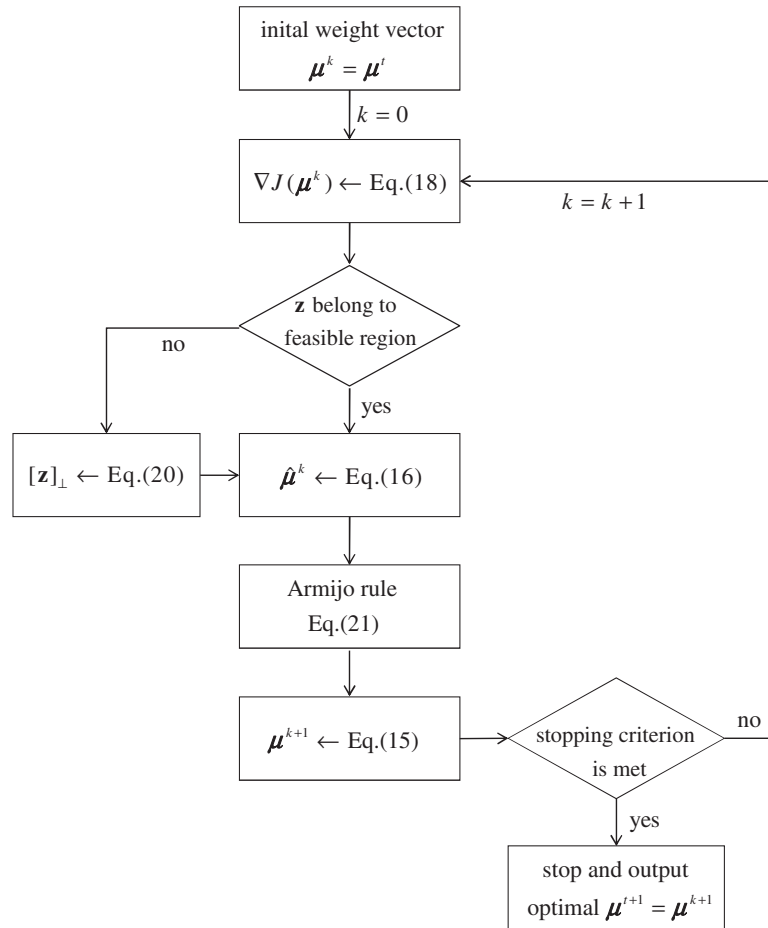 inital weight vector
μ^k = μ^t
k = 0
∇J(μ^k) ← Eq.(18)
k = k + 1
z belong to
feasible region
no
yes
[z]_⊥ ← Eq.(20)
μ̂^k ← Eq.(16)
Armijo rule
Eq.(21)
μ^{k+1} ← Eq.(15)
stopping criterion
is met
no
yes
stop and output
optimal μ^{t+1} = μ^{k+1}